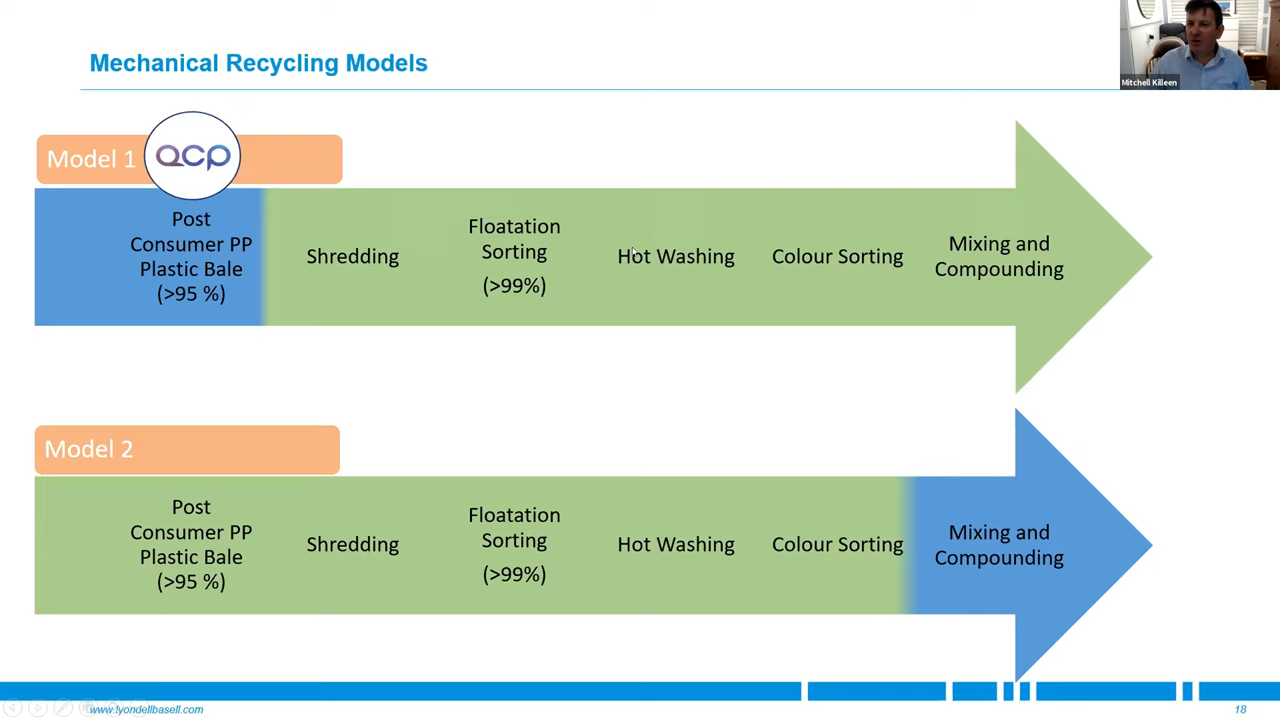 Mechanical Recycling Models
Mitchell Killeen
Model 1
QCP
Post
Consumer PP
Plastic Bale
(>95 %)
Shredding
Floatation
Sorting
(>99%)
Hot Washing
Colour Sorting
Mixing and
Compounding
Model 2
Post
Consumer PP
Plastic Bale
(>95 %)
Shredding
Floatation
Sorting
(>99%)
Hot Washing
Colour Sorting
Mixing and
Compounding
www.lyondellbasell.com
18